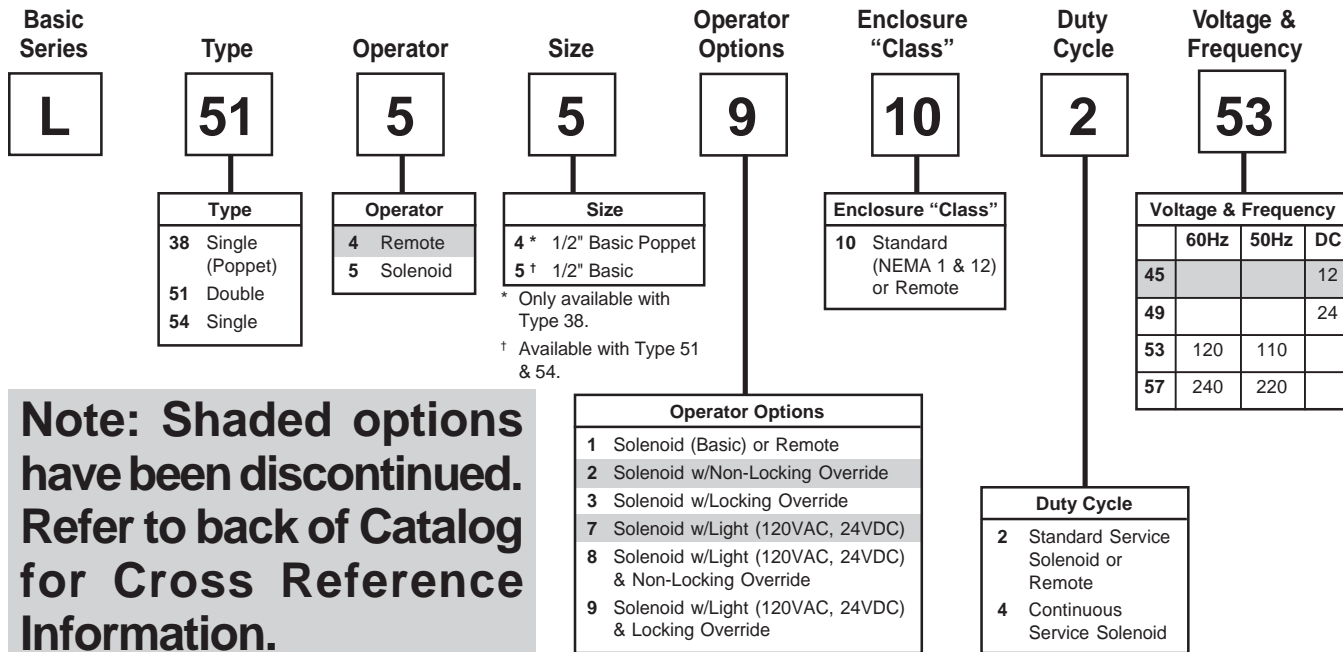 Basic Series
Type
Operator
Size
Operator Options
Enclosure “Class”
Duty Cycle
Voltage & Frequency
L 51 5 5 9 10 2 53
Type
38 Single
(Poppet)
51 Double
54 Single
Operator
4 Remote
5 Solenoid
Size
4 * 1/2" Basic Poppet
5 † 1/2" Basic
* Only available with
Type 38.
† Available with Type 51
& 54.
Enclosure “Class”
10 Standard
(NEMA 1 & 12)
or Remote
Voltage & Frequency
60Hz 50Hz DC
45 12
49 24
53 120 110
57 240 220
Note: Shaded options
have been discontinued.
Refer to back of Catalog
for Cross Reference
Information.
Operator Options
1 Solenoid (Basic) or Remote
2 Solenoid w/Non-Locking Override
3 Solenoid w/Locking Override
7 Solenoid w/Light (120VAC, 24VDC)
8 Solenoid w/Light (120VAC, 24VDC)
& Non-Locking Override
9 Solenoid w/Light (120VAC, 24VDC)
& Locking Override
Duty Cycle
2 Standard Service
Solenoid or
Remote
4 Continuous
Service Solenoid